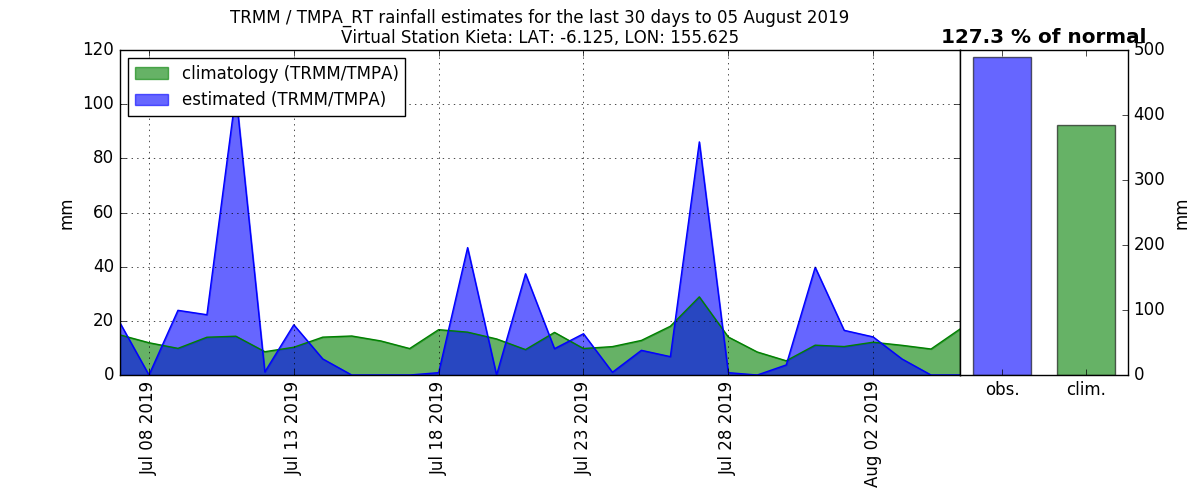 TRMM / TMPA_RT rainfall estimates for the last 30 days to 05 August 2019
Virtual Station Kieta: LAT: -6.125, LON: 155.625
127.3 % of normal
climatology (TRMM/TMPA)
estimated (TRMM/TMPA)
120
100
80
60
40
20
0
mm
Jul 08 2019
Jul 13 2019
Jul 18 2019
Jul 23 2019
Jul 28 2019
Aug 02 2019
500
400
300
200
100
0
mm
obs.
clim.